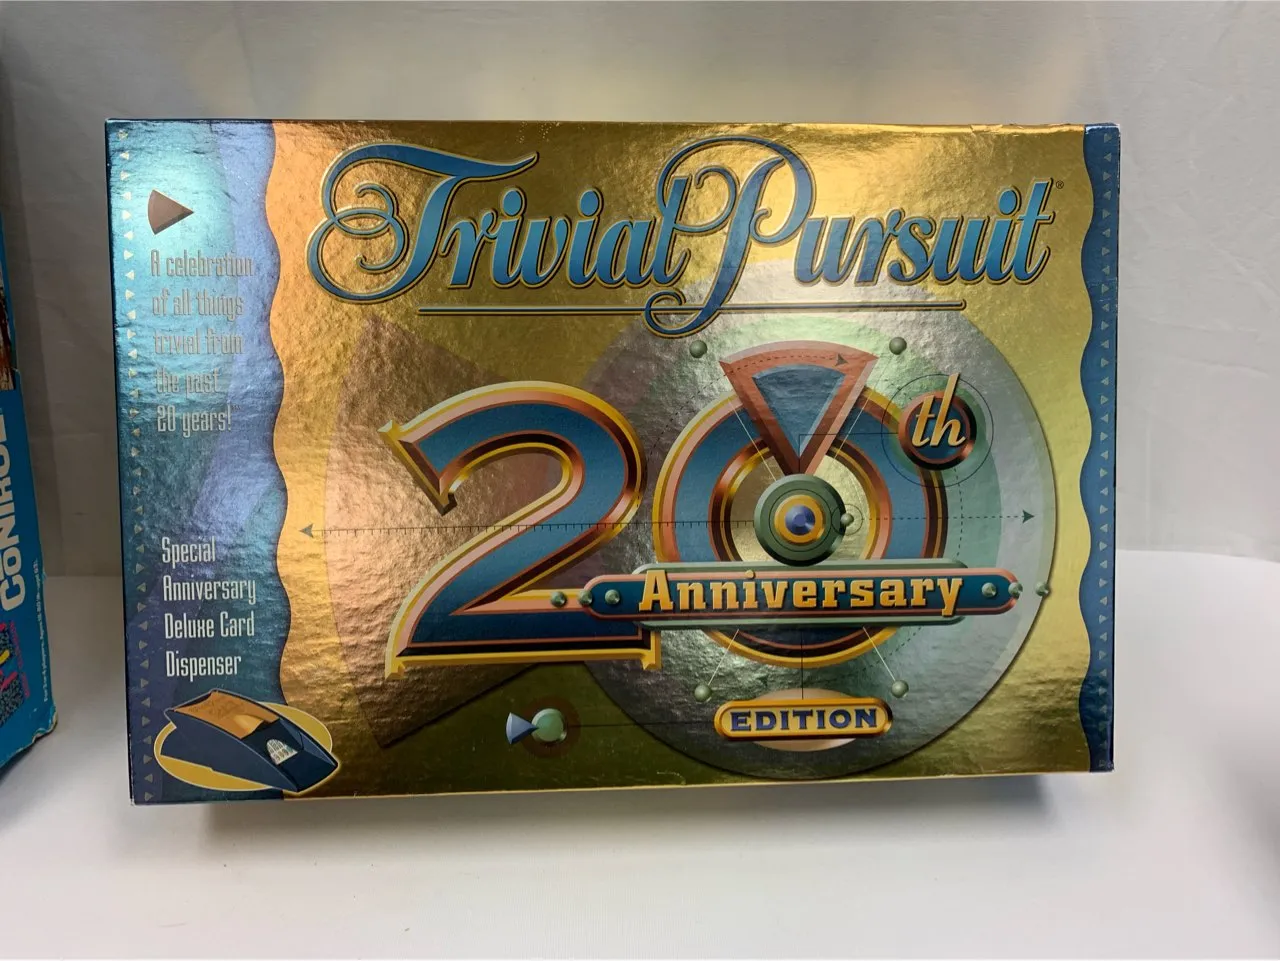 Trivial Pursuit®
A celebration
of all things
trivial from
the past
20 years!™
20th
Anniversary
EDITION
Special
Anniversary
Deluxe Card
Dispenser